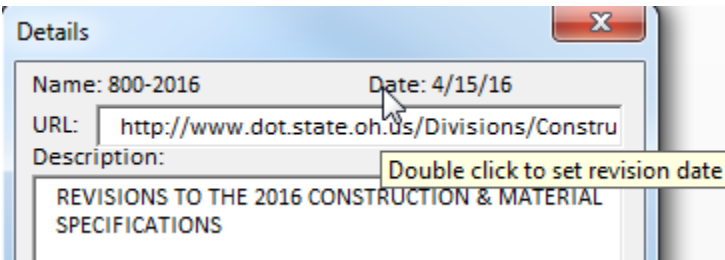 Details
Name: 800-2016 Date: 4/15/16
URL: http://www.dot.state.oh.us/Divisions/Constru
Description:
Double click to set revision date
REVISIONS TO THE 2016 CONSTRUCTION & MATERIAL
SPECIFICATIONS